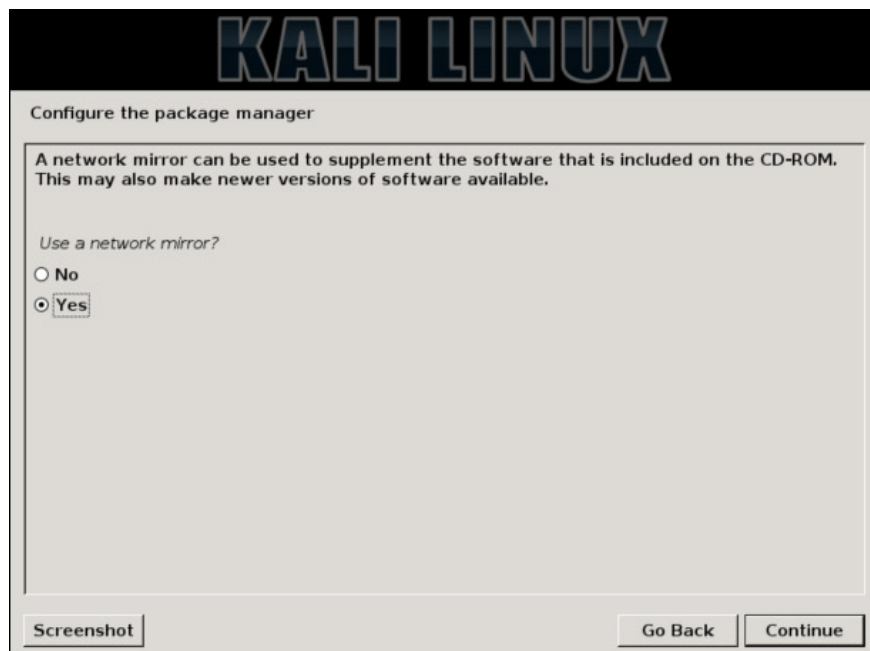 KALI LINUX
Configure the package manager
A network mirror can be used to supplement the software that is included on the CD-ROM.
This may also make newer versions of software available.
Use a network mirror?
No
Yes
Screenshot
Go Back
Continue